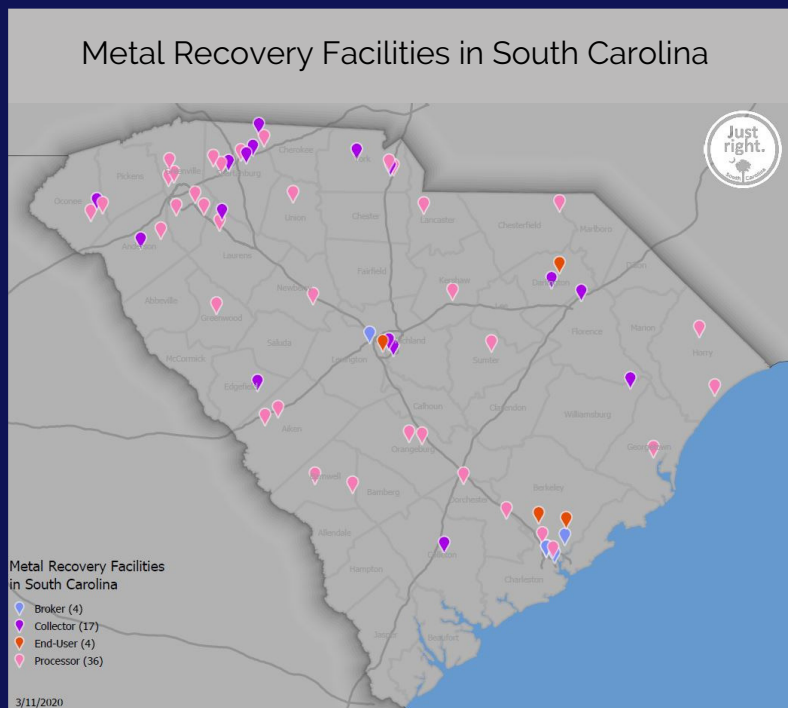 Metal Recovery Facilities in South Carolina
Just
right.
South Carolina
Cherokee
York
Pickens
Greenville
Spartanburg
Oconee
Union
Chester
Lancaster
Chesterfield
Marlboro
Anderson
Laurens
Fairfield
Kershaw
Lee
Darlington
Dillon
Abbeville
Greenwood
Newberry
Florence
Marion
Horry
McCormick
Saluda
Lexington
Richland
Sumter
Edgefield
Aiken
Calhoun
Clarendon
Williamsburg
Georgetown
Orangeburg
Barnwell
Bamberg
Dorchester
Berkeley
Allendale
Hampton
Colleton
Charleston
Jasper
Beaufort
Metal Recovery Facilities
in South Carolina
Broker (4)
Collector (17)
End-User (4)
Processor (36)
3/11/2020